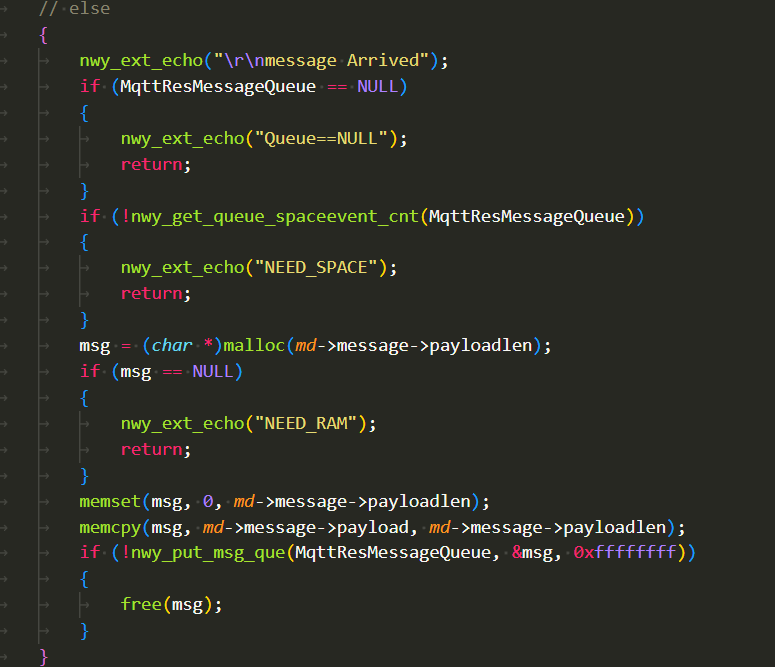 // else
{
nwy_ext_echo("\r\nmessage Arrived");
if (MqttResMessageQueue == NULL)
{
nwy_ext_echo("Queue==NULL");
return;
}
if (!nwy_get_queue_spaceevent_cnt(MqttResMessageQueue))
{
nwy_ext_echo("NEED_SPACE");
return;
}
msg = (char *)malloc(md->message->payloadlen);
if (msg == NULL)
{
nwy_ext_echo("NEED_RAM");
return;
}
memset(msg, 0, md->message->payloadlen);
memcpy(msg, md->message->payload, md->message->payloadlen);
if (!nwy_put_msg_que(MqttResMessageQueue, &msg, 0xffffffff))
{
free(msg);
}
}